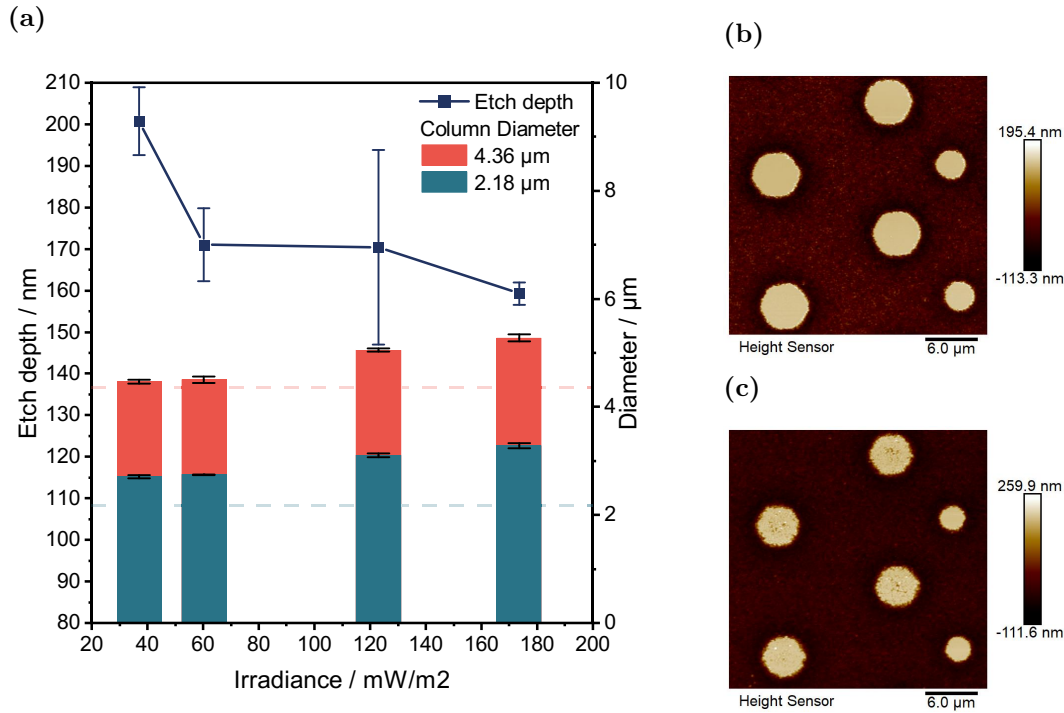 (a)
Etch depth / nm
210
200
190
180
170
160
150
140
130
120
110
100
90
80
20
40
60
80
100
120
140
160
180
200
Irradiance / mW/m2
10
8
6
4
2
0
Diameter / µm
Etch depth
Column Diameter
4.36 µm
2.18 µm
(b)
195.4 nm
-113.3 nm
Height Sensor
6.0 µm
(c)
259.9 nm
-111.6 nm
Height Sensor
6.0 µm